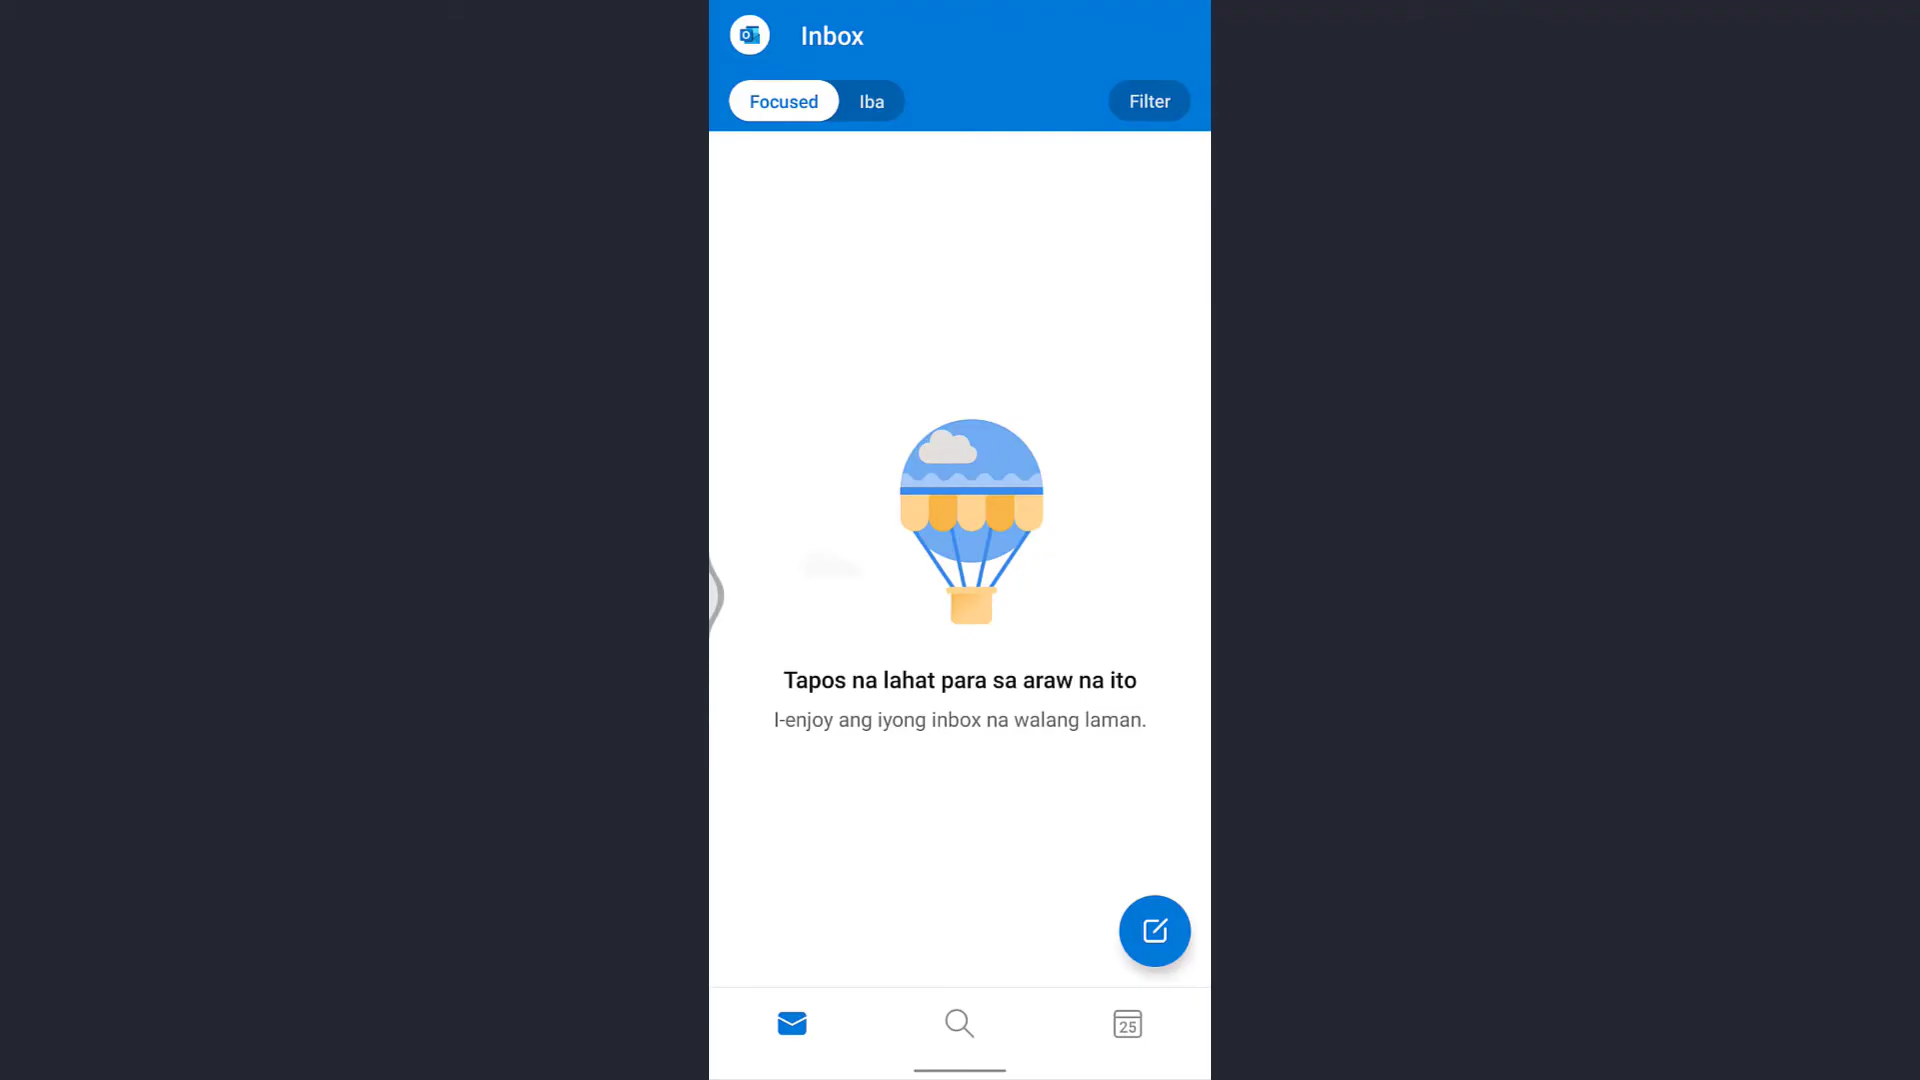 Inbox
Focused Iba Filter
Tapos na lahat para sa araw na ito
I-enjoy ang iyong inbox na walang laman.
25